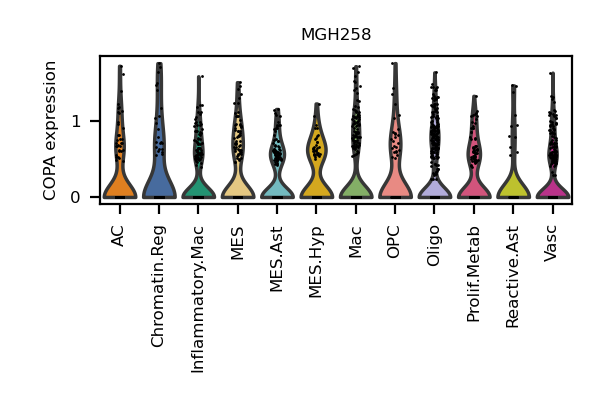 MGH258
COPA expression
1
0
AC
Chromatin.Reg
Inflammatory.Mac
MES
MES.Ast
MES.Hyp
Mac
OPC
Oligo
Prolif.Metab
Reactive.Ast
Vasc